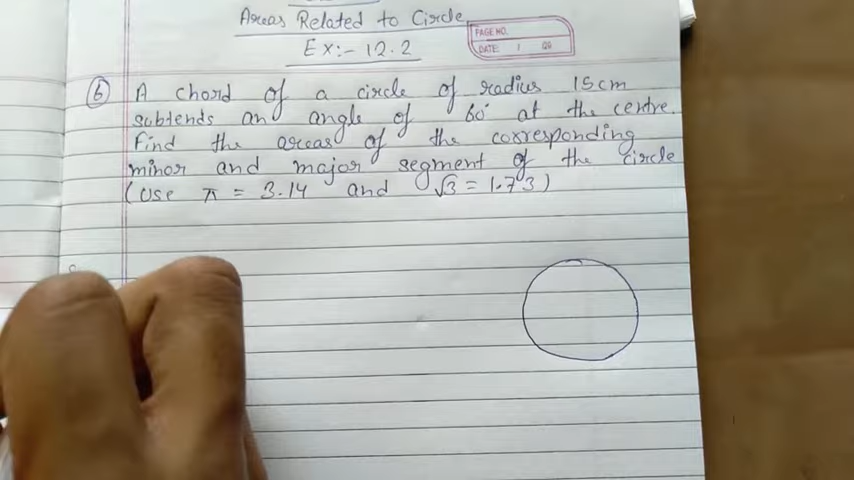 Areas Related to Circle
Ex:- 12.2
PAGE NO.
DATE: / 20
⑥ A chord of a circle of radius 15cm
subtends an angle of 60° at the centre.
Find the areas of the corresponding
minor and major segment of the circle
(Use π = 3.14 and √3 = 1.73)